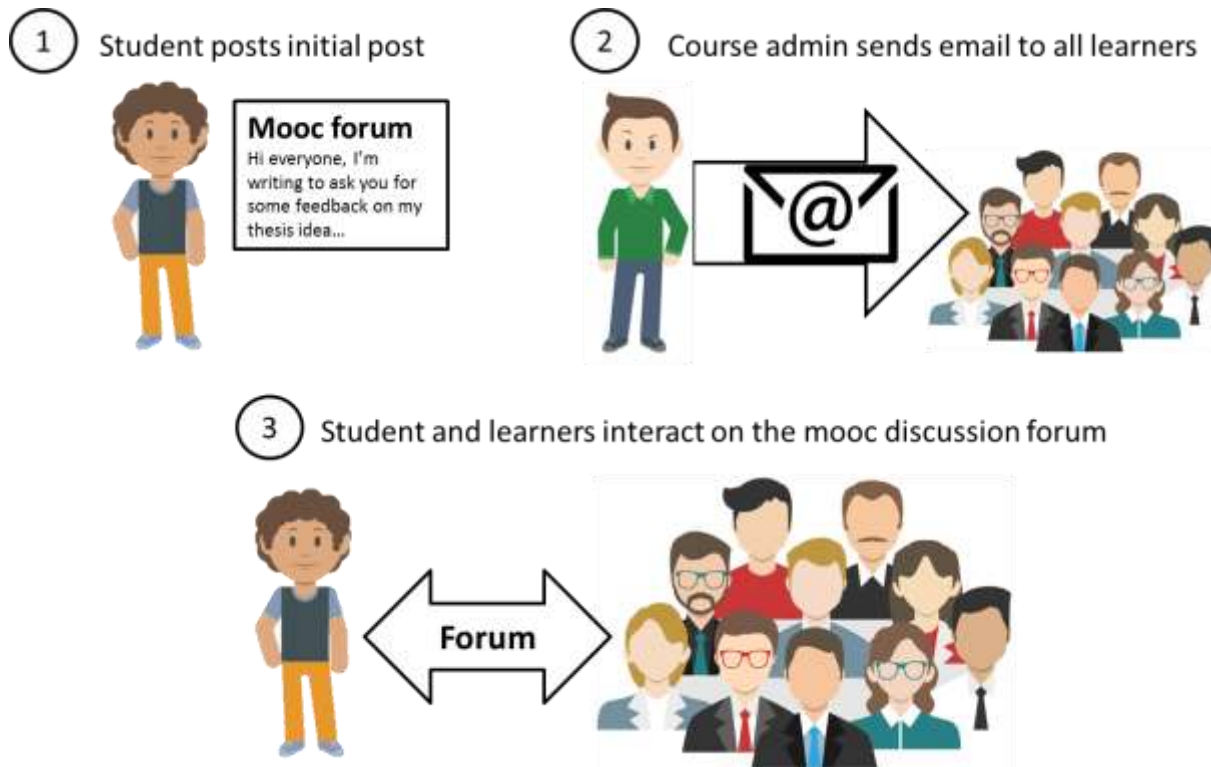 1 Student posts initial post
Mooc forum
Hi everyone, I'm
writing to ask you for
some feedback on my
thesis idea...
2 Course admin sends email to all learners
@
3 Student and learners interact on the mooc discussion forum
Forum